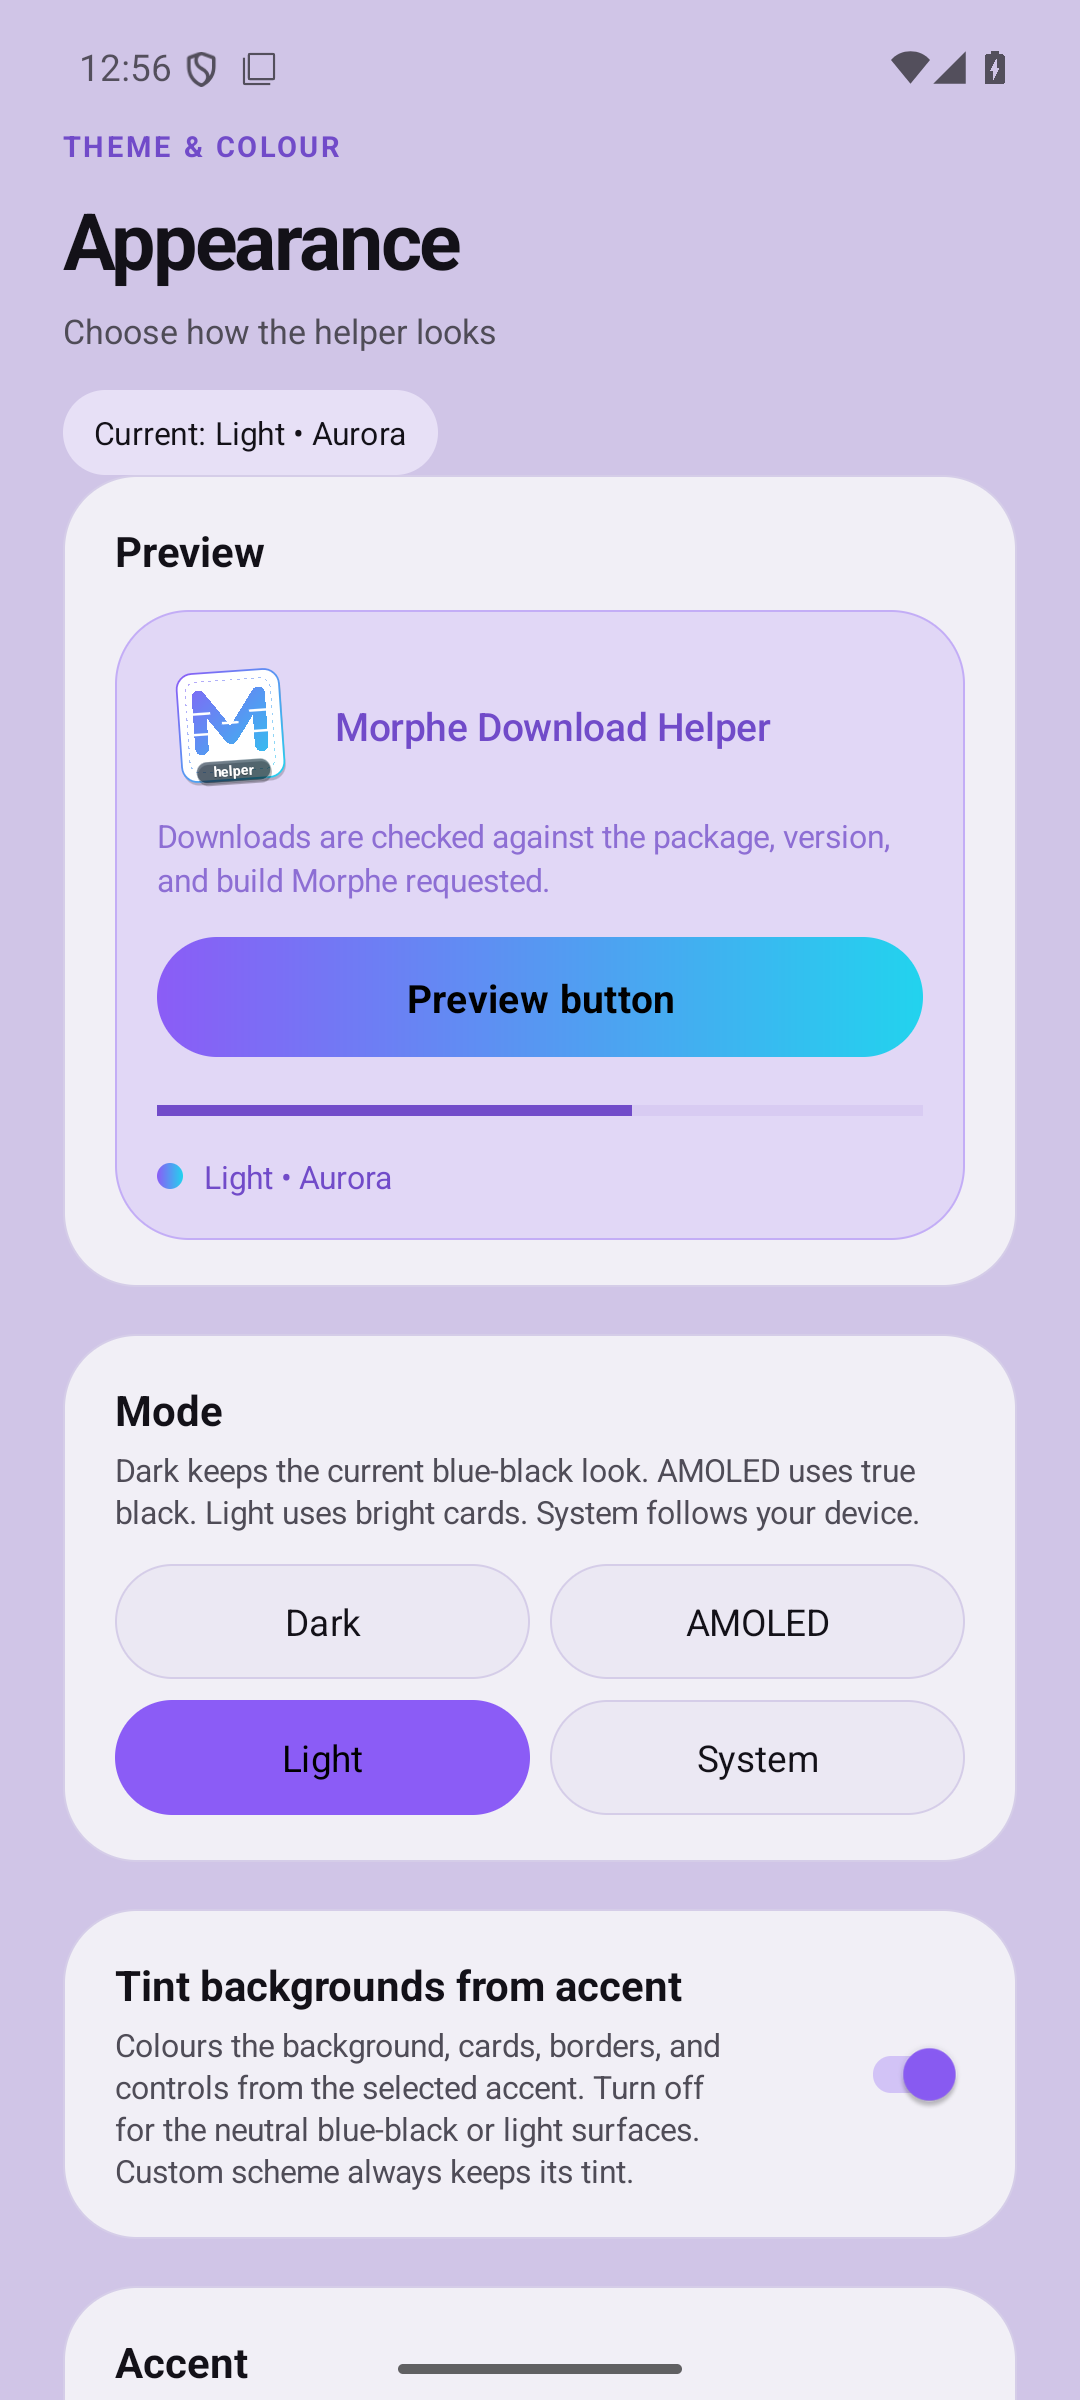 12:56
THEME & COLOUR
Appearance
Choose how the helper looks
Current: Light • Aurora
Preview
M
helper
Morphe Download Helper
Downloads are checked against the package, version,
and build Morphe requested.
Preview button
Light • Aurora
Mode
Dark keeps the current blue-black look. AMOLED uses true
black. Light uses bright cards. System follows your device.
Dark
AMOLED
Light
System
Tint backgrounds from accent
Colours the background, cards, borders, and
controls from the selected accent. Turn off
for the neutral blue-black or light surfaces.
Custom scheme always keeps its tint.
Accent